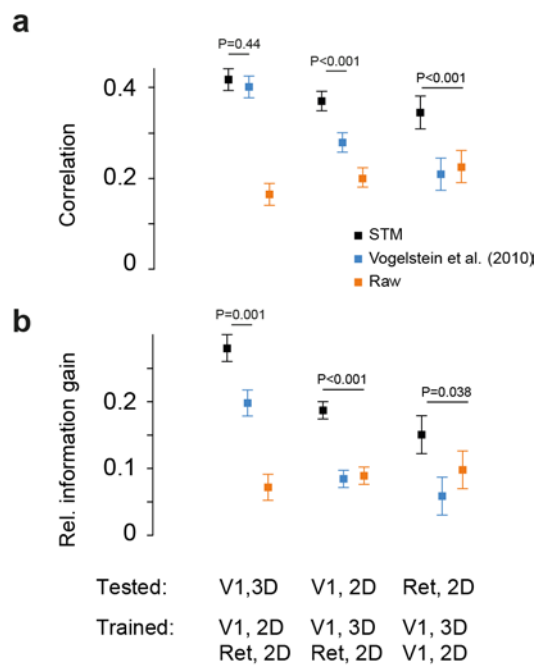 a
P=0.44
P<0.001
P<0.001
0.4
0.2
0
Correlation
STM
Vogelstein et al. (2010)
Raw
b
P=0.001
P<0.001
P=0.038
0.2
0.1
0
Rel. information gain
Tested: V1,3D V1, 2D Ret, 2D
Trained: V1, 2D V1, 3D V1, 3D
Ret, 2D Ret, 2D V1, 2D